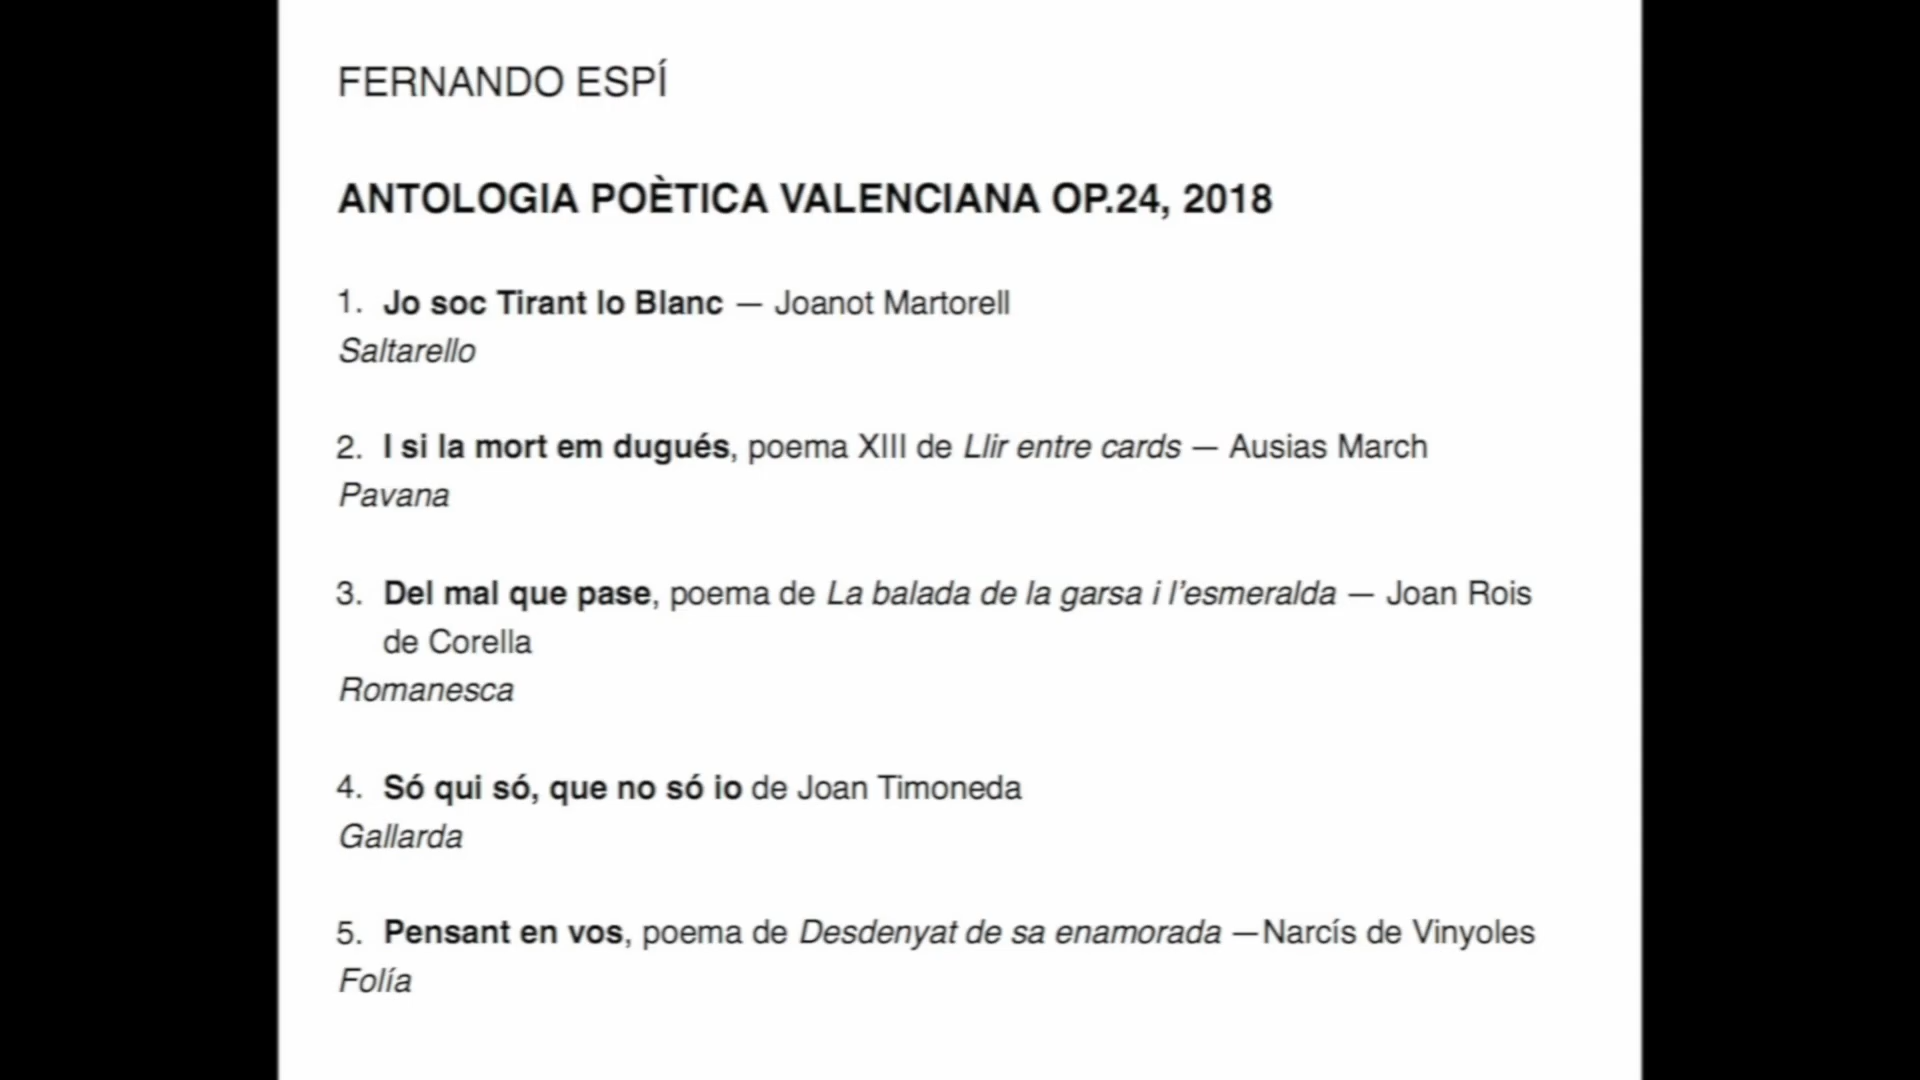 FERNANDO ESPÍ
ANTOLOGIA POÈTICA VALENCIANA OP.24, 2018
1. Jo soc Tirant lo Blanc — Joanot Martorell
Saltarello
2. I si la mort em dugués, poema XIII de Llir entre cards — Ausias March
Pavana
3. Del mal que pase, poema de La balada de la garsa i l’esmeralda — Joan Rois
de Corella
Romanesca
4. Só qui só, que no só io de Joan Timoneda
Gallarda
5. Pensant en vos, poema de Desdenyat de sa enamorada —Narcís de Vinyoles
Folía